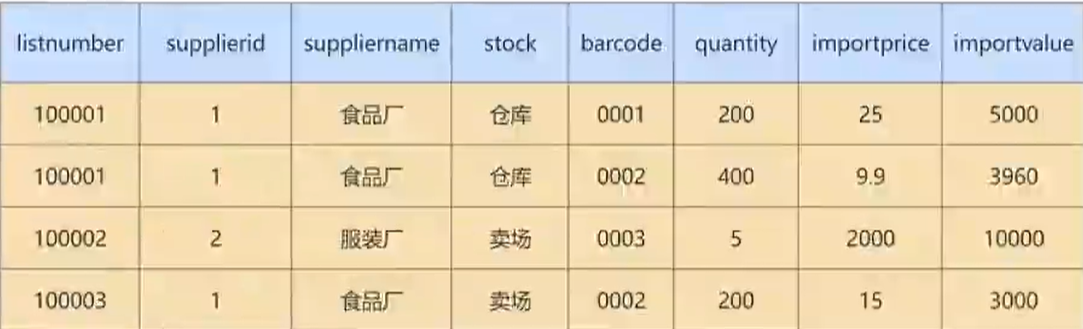 listnumber supplierid suppliername stock barcode quantity importprice importvalue
100001 1 食品厂 仓库 0001 200 25 5000
100001 1 食品厂 仓库 0002 400 9.9 3960
100002 2 服装厂 卖场 0003 5 2000 10000
100003 1 食品厂 卖场 0002 200 15 3000